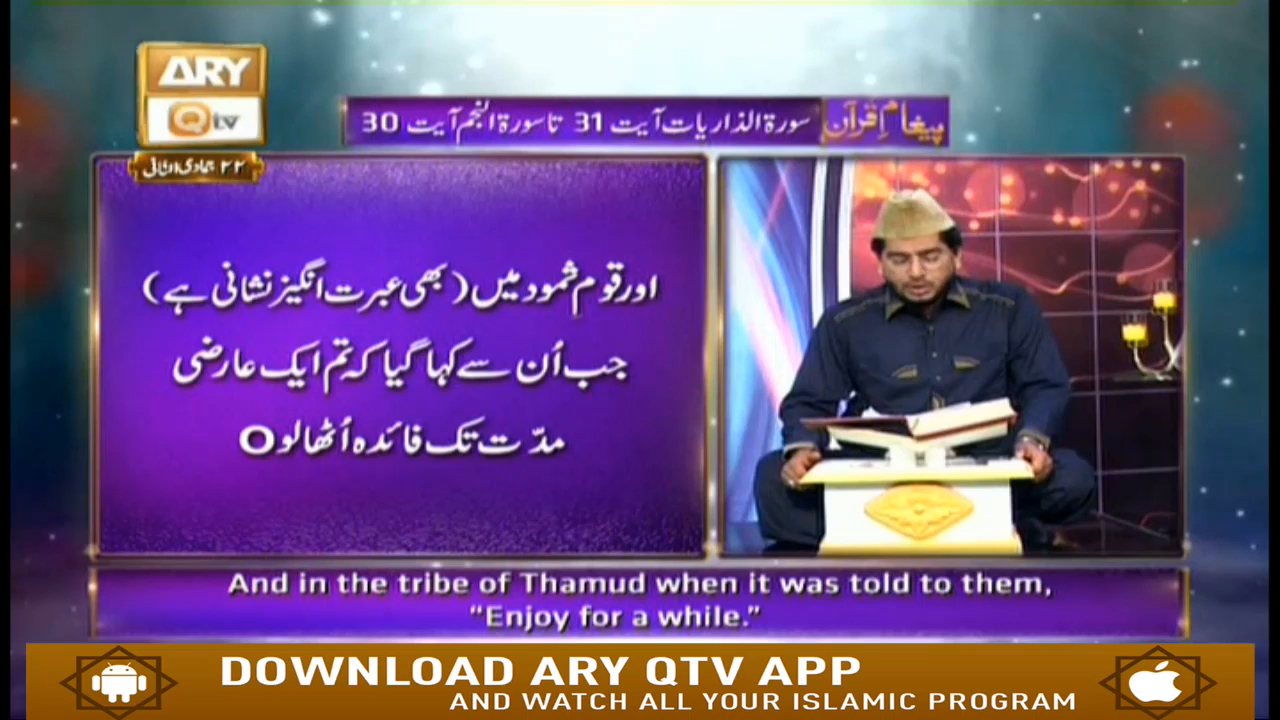 ARY
Qtv
۲۲ جمادی الثانی
پیغامِ قرآن
سورۃ الذاریات آیت 31 تا سورۃ النجم آیت 30
اور قوم ثمود میں (بھی عبرت انگیز نشانی ہے)
جب اُن سے کہا گیا کہ تم ایک عارضی
مدّت تک فائدہ اُٹھا لو O
And in the tribe of Thamud when it was told to them,
“Enjoy for a while.”
DOWNLOAD ARY QTV APP
AND WATCH ALL YOUR ISLAMIC PROGRAM